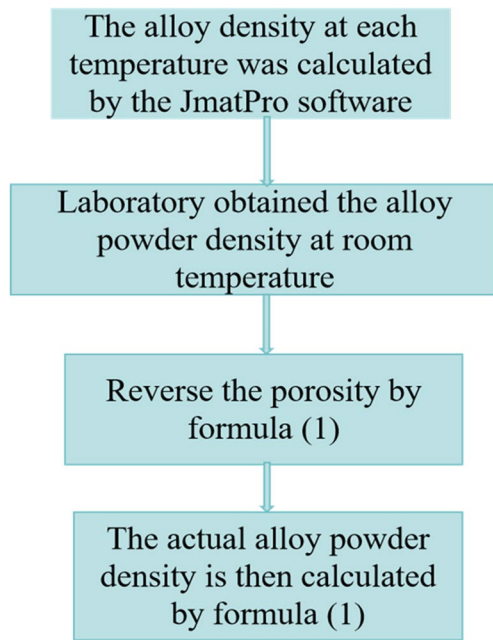 The alloy density at each
temperature was calculated
by the JmatPro software
Laboratory obtained the alloy
powder density at room
temperature
Reverse the porosity by
formula (1)
The actual alloy powder
density is then calculated
by formula (1)